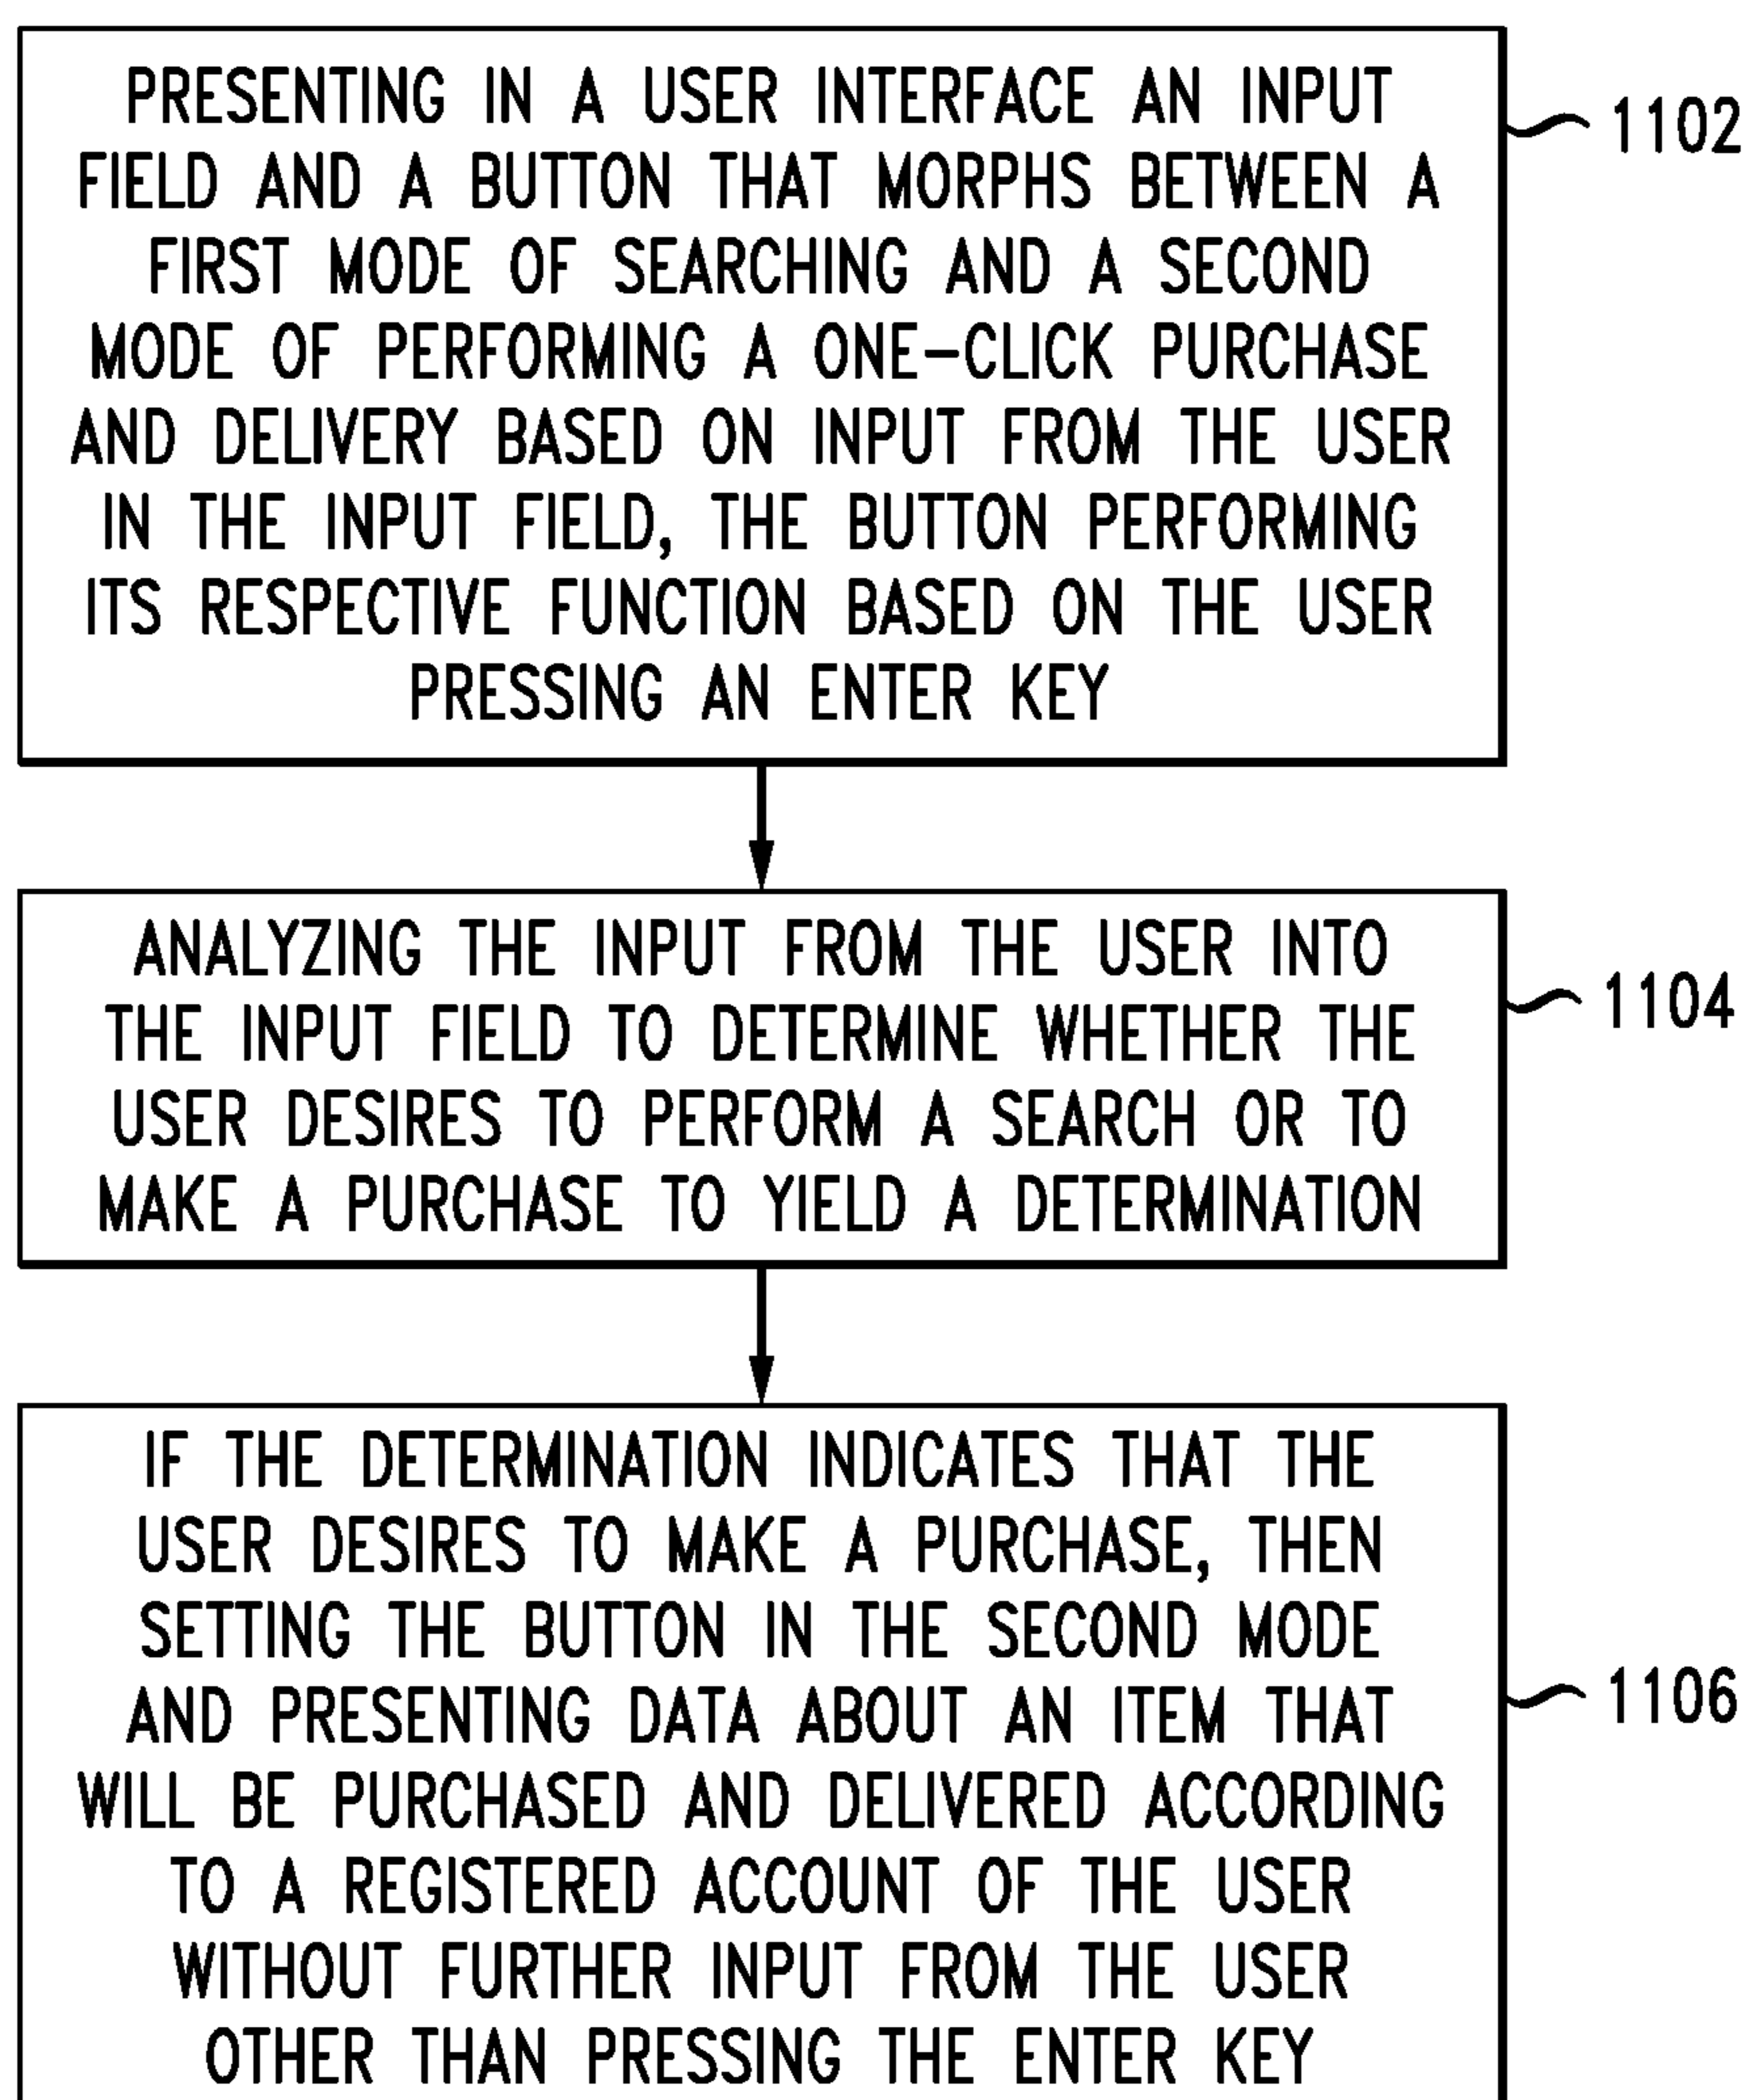 PRESENTING IN A USER INTERFACE AN INPUT
FIELD AND A BUTTON THAT MORPHS BETWEEN A
FIRST MODE OF SEARCHING AND A SECOND
MODE OF PERFORMING A ONE-CLICK PURCHASE
AND DELIVERY BASED ON INPUT FROM THE USER
IN THE INPUT FIELD, THE BUTTON PERFORMING
ITS RESPECTIVE FUNCTION BASED ON THE USER
PRESSING AN ENTER KEY
1102
ANALYZING THE INPUT FROM THE USER INTO
THE INPUT FIELD TO DETERMINE WHETHER THE
USER DESIRES TO PERFORM A SEARCH OR TO
MAKE A PURCHASE TO YIELD A DETERMINATION
1104
IF THE DETERMINATION INDICATES THAT THE
USER DESIRES TO MAKE A PURCHASE, THEN
SETTING THE BUTTON IN THE SECOND MODE
AND PRESENTING DATA ABOUT AN ITEM THAT
WILL BE PURCHASED AND DELIVERED ACCORDING
TO A REGISTERED ACCOUNT OF THE USER
WITHOUT FURTHER INPUT FROM THE USER
OTHER THAN PRESSING THE ENTER KEY
1106